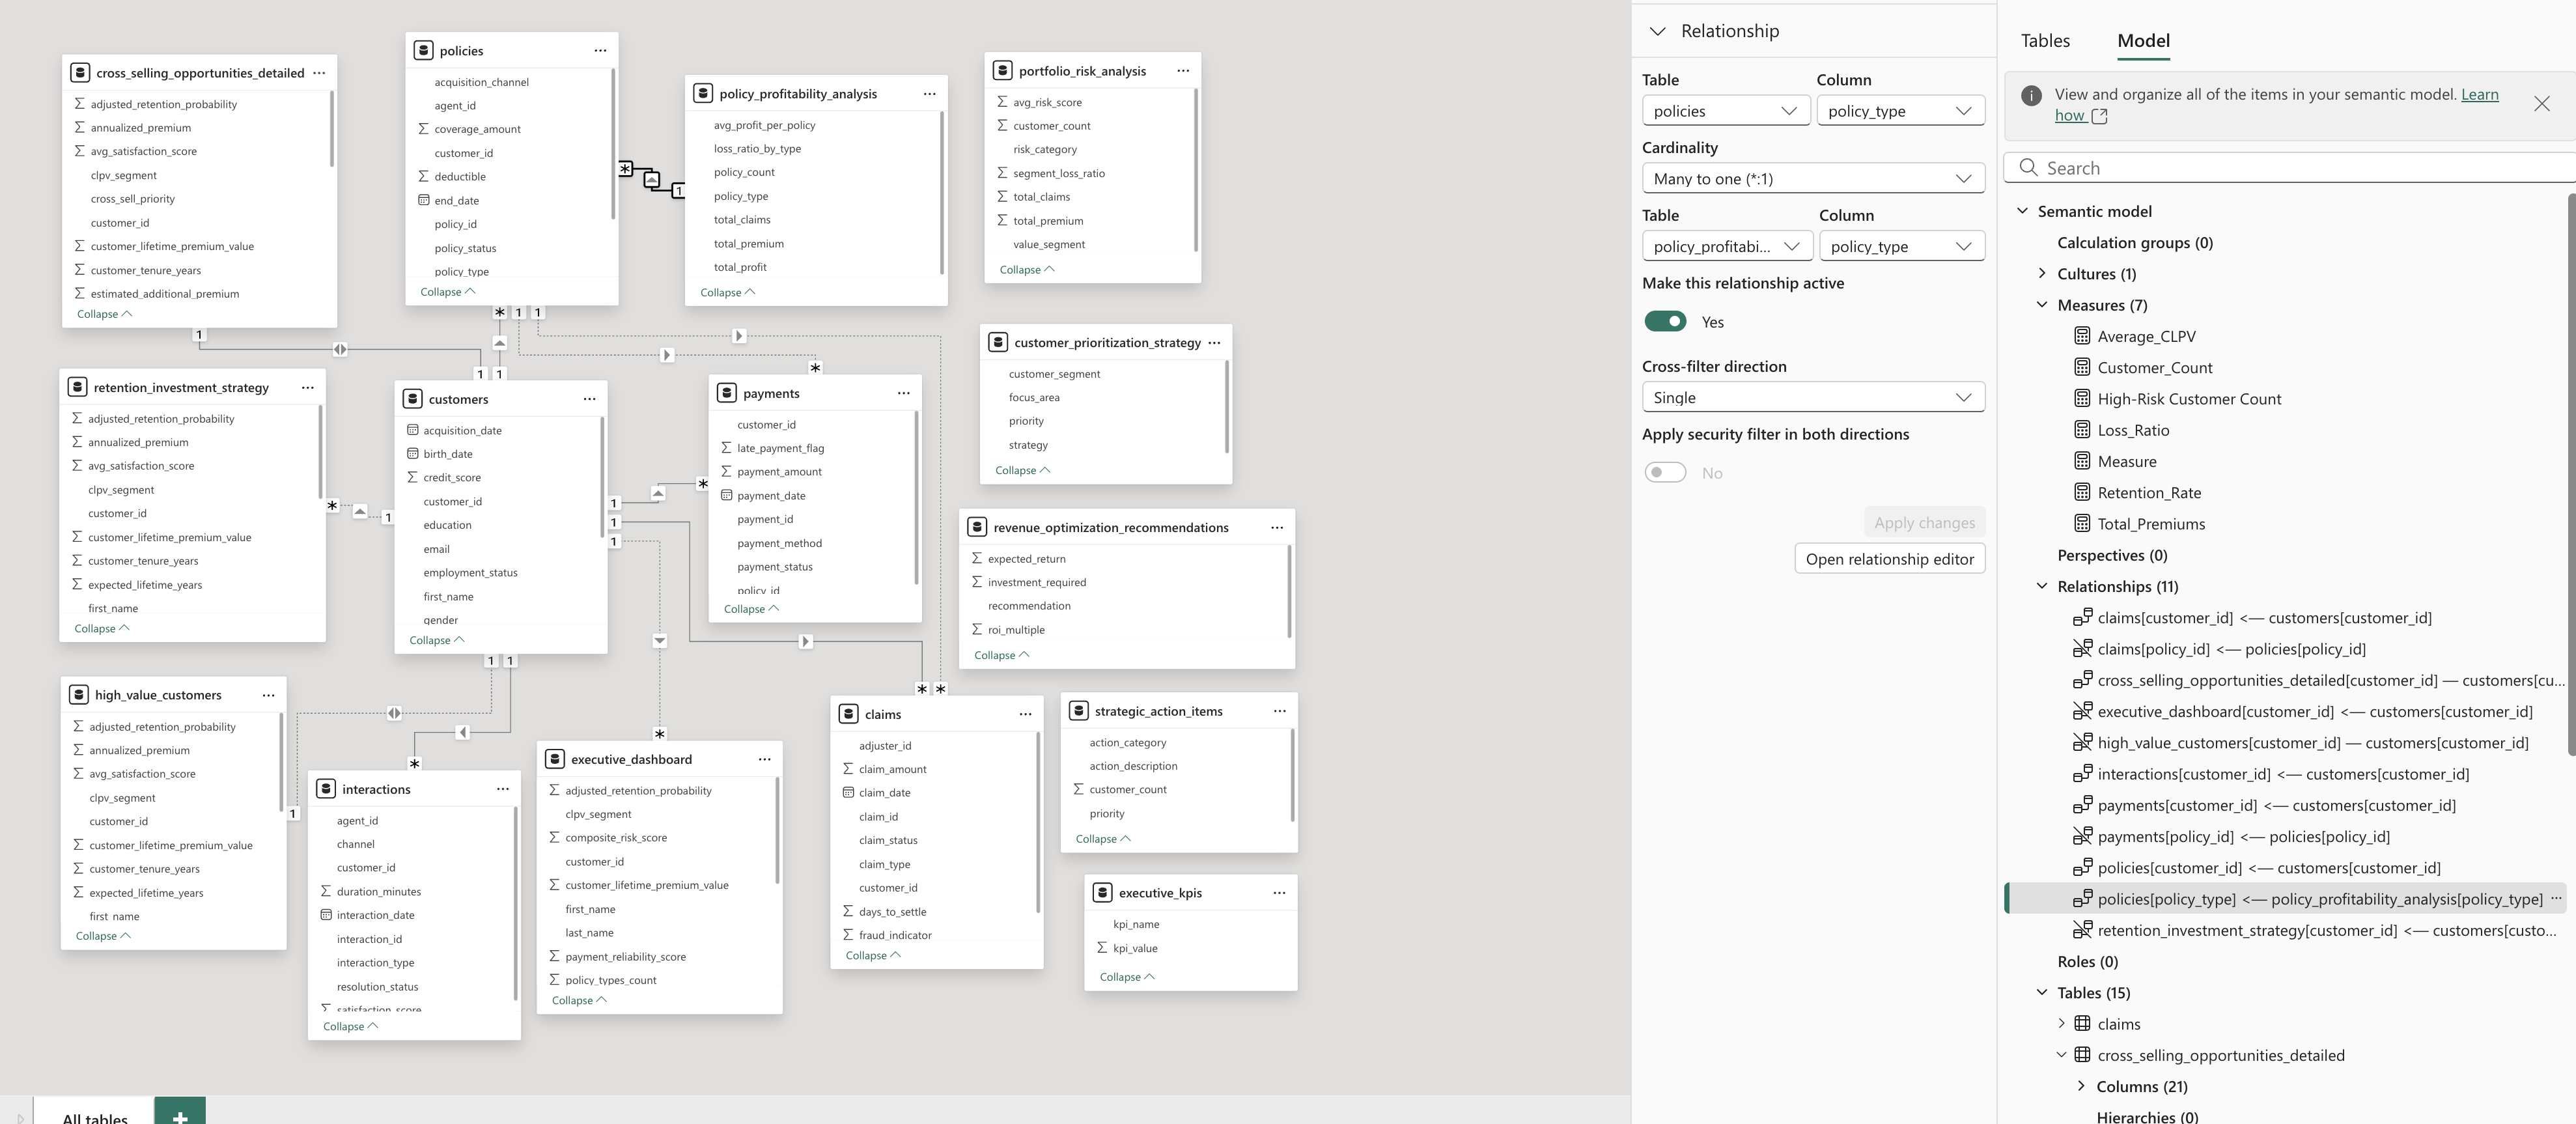 cross_selling_opportunities_detailed
adjusted_retention_probability
annualized_premium
avg_satisfaction_score
clpv_segment
cross_sell_priority
customer_id
customer_lifetime_premium_value
customer_tenure_years
estimated_additional_premium
Collapse
policies
acquisition_channel
agent_id
coverage_amount
customer_id
deductible
end_date
policy_id
policy_status
policy_type
Collapse
policy_profitability_analysis
avg_profit_per_policy
loss_ratio_by_type
policy_count
policy_type
total_claims
total_premium
total_profit
Collapse
portfolio_risk_analysis
avg_risk_score
customer_count
risk_category
segment_loss_ratio
total_claims
total_premium
value_segment
Collapse
* 1
1 * 1 1
1 1
*
retention_investment_strategy
adjusted_retention_probability
annualized_premium
avg_satisfaction_score
clpv_segment
customer_id
customer_lifetime_premium_value
customer_tenure_years
expected_lifetime_years
first_name
Collapse
* 1
customers
acquisition_date
birth_date
credit_score
customer_id
education
email
employment_status
first_name
gender
Collapse
1 *
1
1
payments
customer_id
late_payment_flag
payment_amount
payment_date
payment_id
payment_method
payment_status
policy_id
Collapse
customer_prioritization_strategy
customer_segment
focus_area
priority
strategy
Collapse
revenue_optimization_recommendations
expected_return
investment_required
recommendation
roi_multiple
Collapse
1 1
* *
*
*
high_value_customers
adjusted_retention_probability
annualized_premium
avg_satisfaction_score
clpv_segment
customer_id
customer_lifetime_premium_value
customer_tenure_years
expected_lifetime_years
first_name
Collapse
1
interactions
agent_id
channel
customer_id
duration_minutes
interaction_date
interaction_id
interaction_type
resolution_status
satisfaction_score
Collapse
executive_dashboard
adjusted_retention_probability
clpv_segment
composite_risk_score
customer_id
customer_lifetime_premium_value
first_name
last_name
payment_reliability_score
policy_types_count
Collapse
claims
adjuster_id
claim_amount
claim_date
claim_id
claim_status
claim_type
customer_id
days_to_settle
fraud_indicator
Collapse
strategic_action_items
action_category
action_description
customer_count
priority
Collapse
executive_kpis
kpi_name
kpi_value
Collapse
All tables
+
Relationship
Table Column
policies policy_type
Cardinality
Many to one (*:1)
Table Column
policy_profitabi... policy_type
Make this relationship active
Yes
Cross-filter direction
Single
Apply security filter in both directions
No
Apply changes
Open relationship editor
Tables Model
View and organize all of the items in your semantic model. Learn
how
Search
Semantic model
Calculation groups (0)
Cultures (1)
Measures (7)
Average_CLPV
Customer_Count
High-Risk Customer Count
Loss_Ratio
Measure
Retention_Rate
Total_Premiums
Perspectives (0)
Relationships (11)
claims[customer_id] <— customers[customer_id]
claims[policy_id] <— policies[policy_id]
cross_selling_opportunities_detailed[customer_id] — customers[cu...
executive_dashboard[customer_id] <— customers[customer_id]
high_value_customers[customer_id] — customers[customer_id]
interactions[customer_id] <— customers[customer_id]
payments[customer_id] <— customers[customer_id]
payments[policy_id] <— policies[policy_id]
policies[customer_id] <— customers[customer_id]
policies[policy_type] <— policy_profitability_analysis[policy_type] ...
retention_investment_strategy[customer_id] <— customers[custo...
Roles (0)
Tables (15)
claims
cross_selling_opportunities_detailed
Columns (21)
Hierarchies (0)